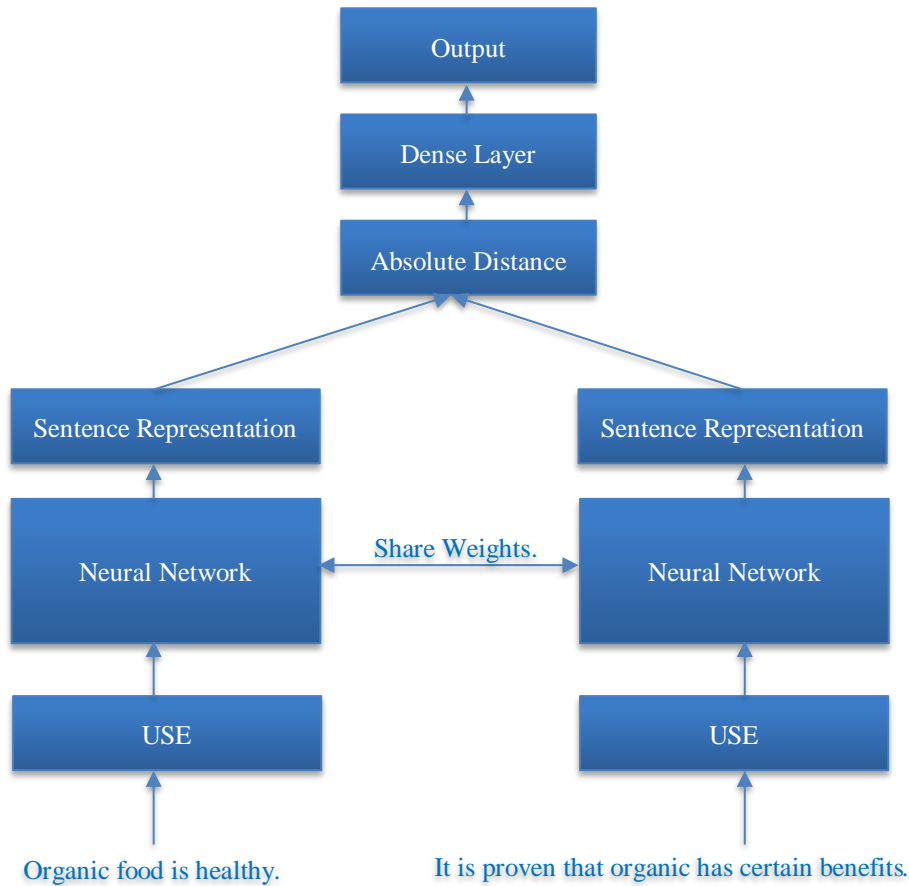 Output
Dense Layer
Absolute Distance
Sentence Representation
Sentence Representation
Share Weights.
Neural Network
Neural Network
USE
USE
Organic food is healthy.
It is proven that organic has certain benefits.